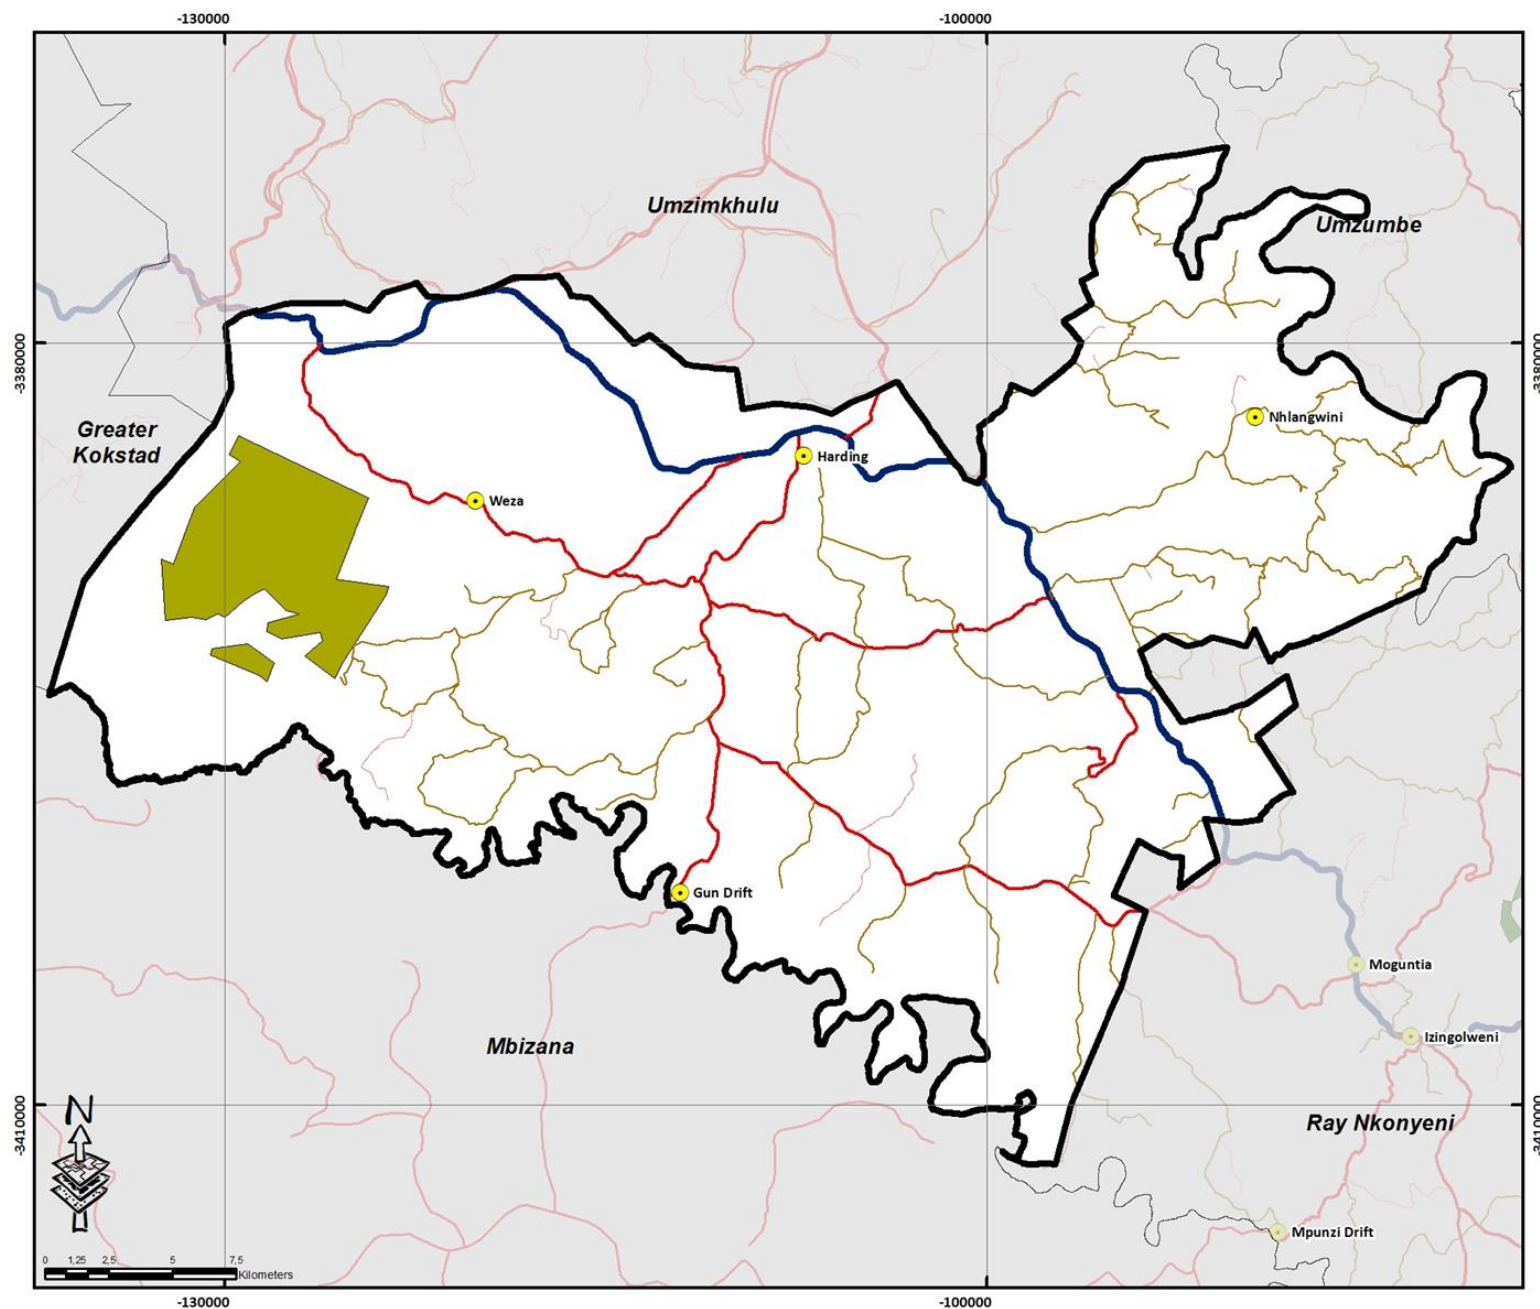 -130000
-100000
Umzimkhulu
Umzumbe
-3380000
-3380000
Greater
Kokstad
Nhlangwini
Harding
Weza
Gun Drift
Moguntia
Izingolweni
Mbizana
N
-3410000
-3410000
Ray Nkonyeni
Mpunzi Drift
0 1,25 2,5 5 7,5
Kilometers
-130000
-100000